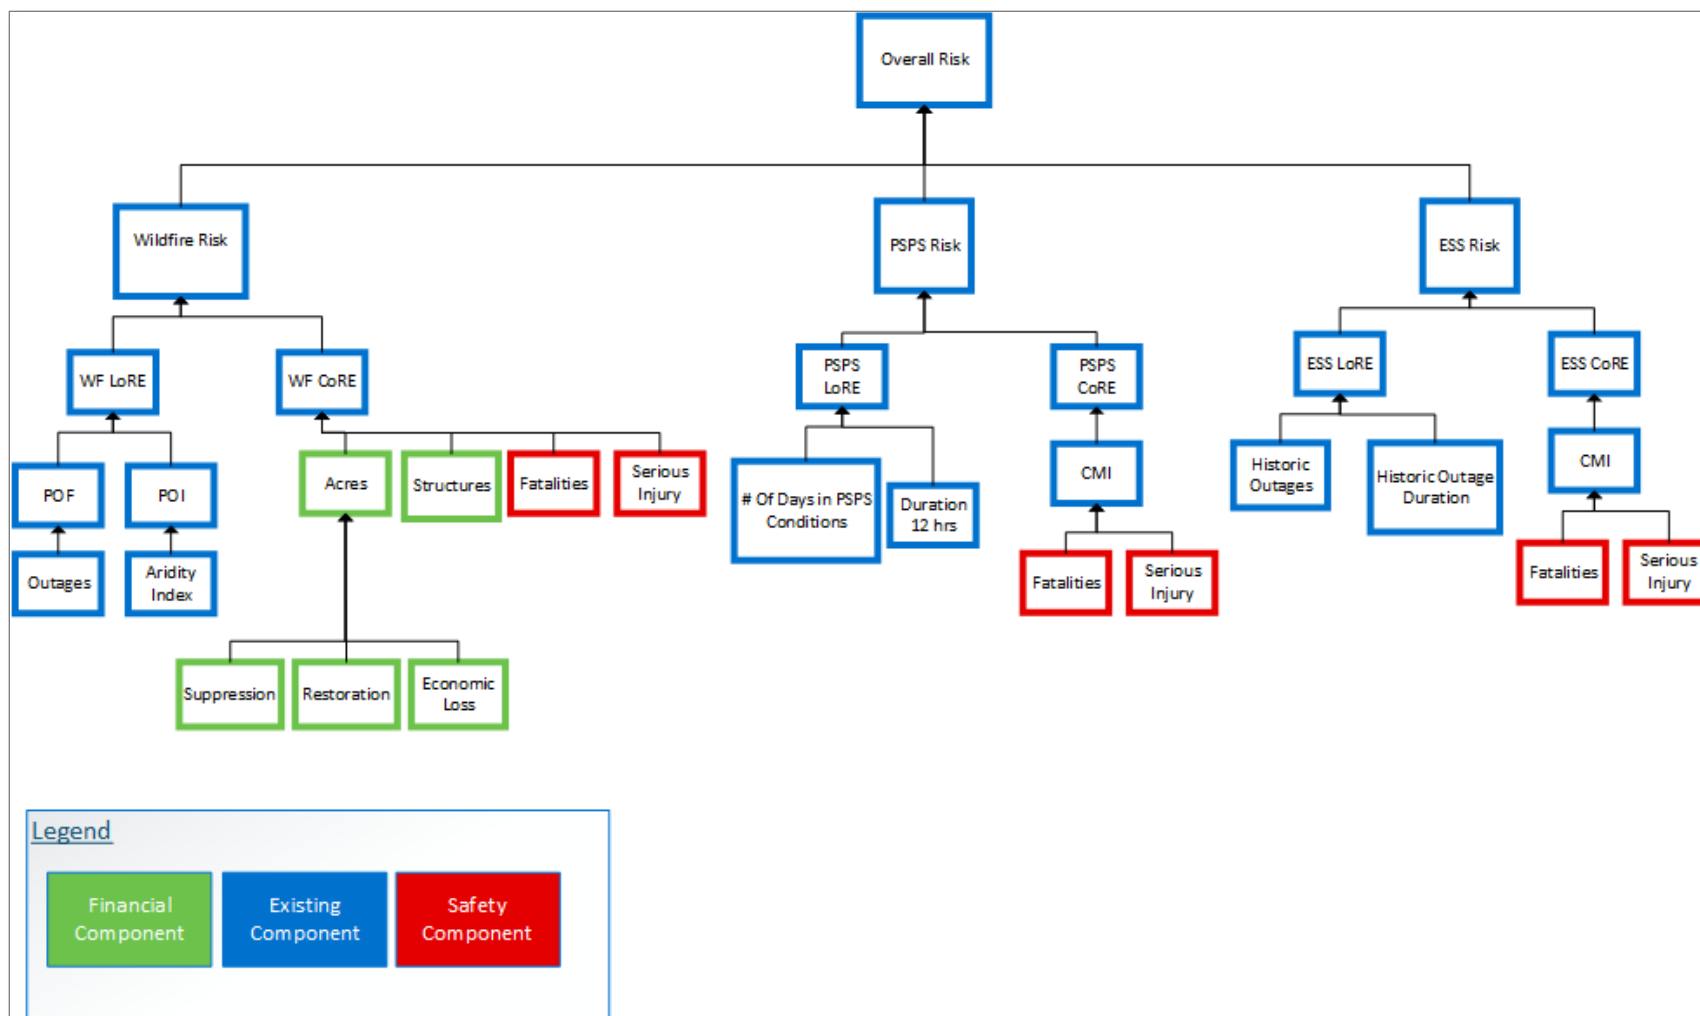 Overall Risk
Wildfire Risk
PSPS Risk
ESS Risk
WF LoRE
WF CoRE
PSPS
LoRE
PSPS
CoRE
ESS LoRE
ESS CoRE
POF
POI
Acres
Structures
Fatalities
Serious
Injury
# Of Days in PSPS
Conditions
Duration
12 hrs
CMI
Historic
Outages
Historic Outage
Duration
CMI
Outages
Aridity
Index
Fatalities
Serious
Injury
Fatalities
Serious
Injury
Suppression
Restoration
Economic
Loss
Legend
Financial
Component
Existing
Component
Safety
Component